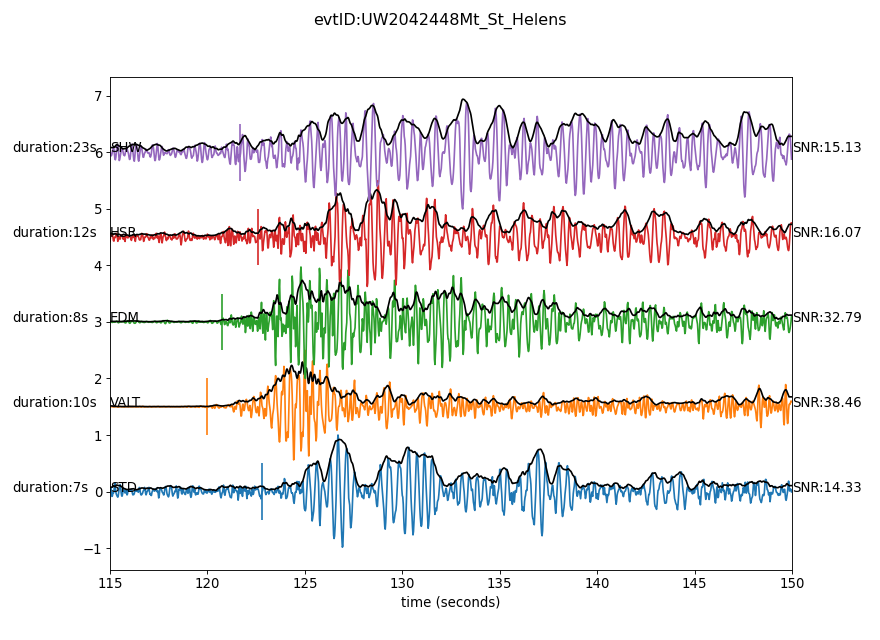 evtID:UW2042448Mt_St_Helens
7
duration:23s SHW SNR:15.13
6
5
duration:12s HSR SNR:16.07
4
duration:8s EDM SNR:32.79
3
2
duration:10s VALT SNR:38.46
1
duration:7s STD SNR:14.33
0
−1
115 120 125 130 135 140 145 150
time (seconds)